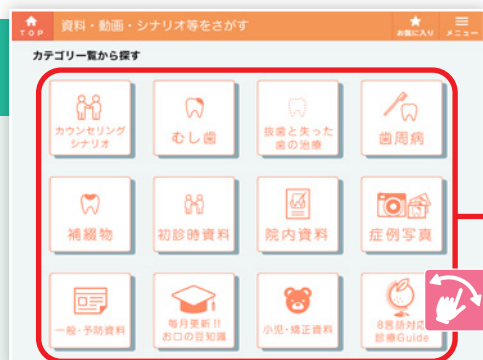 TOP
資料・動画・シナリオ等をさがす
お気に入り
メニュー
カテゴリー覧から探す
カウンセリング
シナリオ
むし歯
抜歯と失った
歯の治療
歯周病
補綴物
初診時資料
院内資料
症例写真
一般・予防資料
毎月更新!!
お口の豆知識
小児・矯正資料
8言語対応
診療Guide